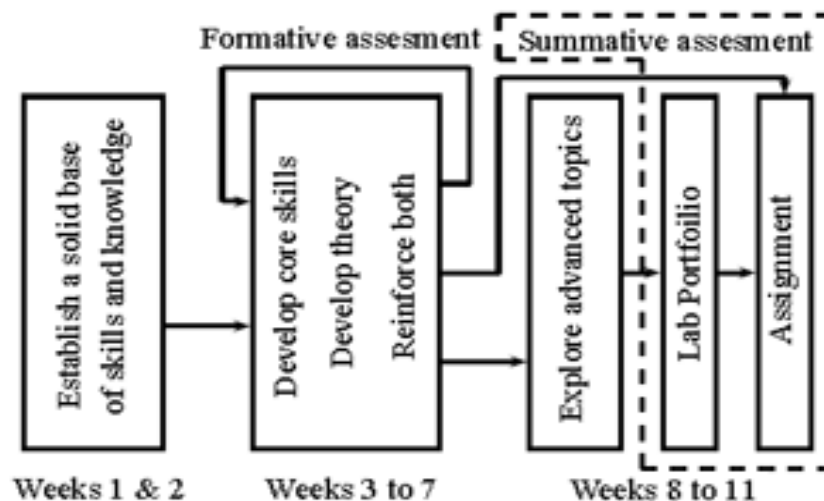 Formative assesment
Summative assesment
Establish a solid base
of skills and knowledge
Develop core skills
Develop theory
Reinforce both
Explore advanced topics
Lab Portfoilio
Assignment
Weeks 1 & 2
Weeks 3 to 7
Weeks 8 to 11